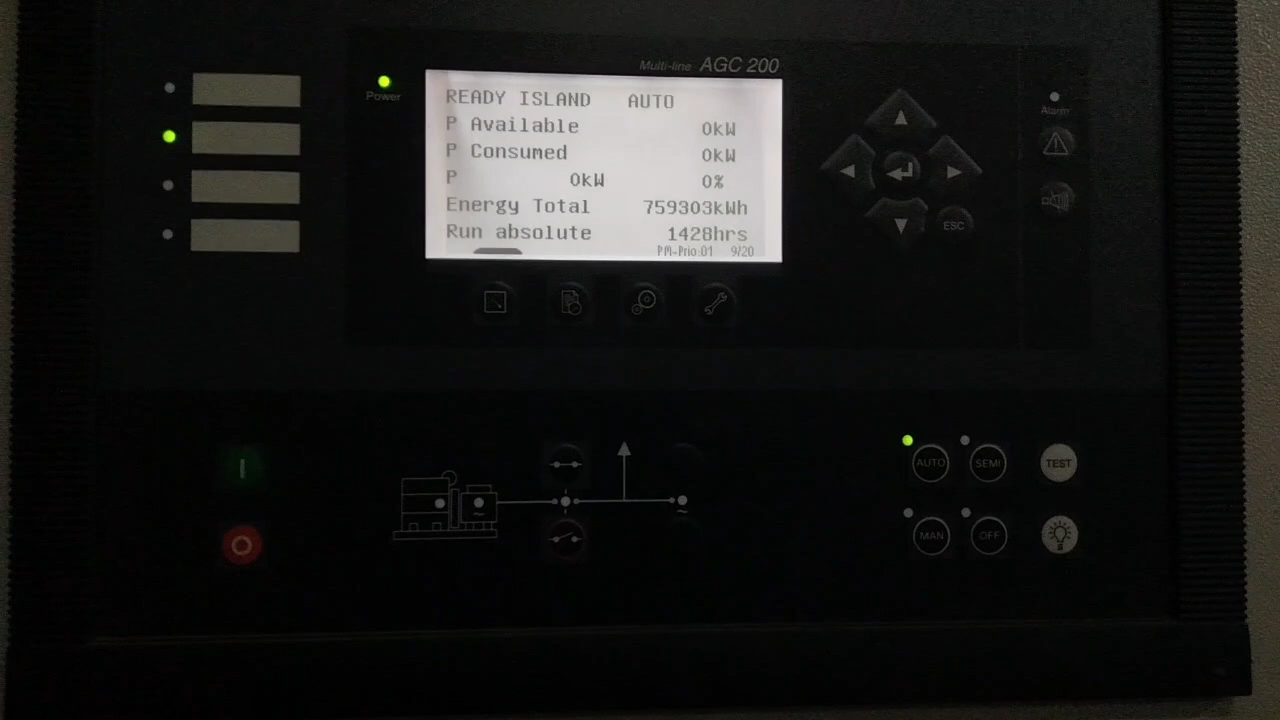 Multi-line AGC 200
Power
READY ISLAND AUTO
P Available 0kW
P Consumed 0kW
P 0kW 0%
Energy Total 759303kWh
Run absolute 1428hrs
PM-Prio:01 9/20
Alarm
ESC
AUTO SEMI TEST
MAN OFF